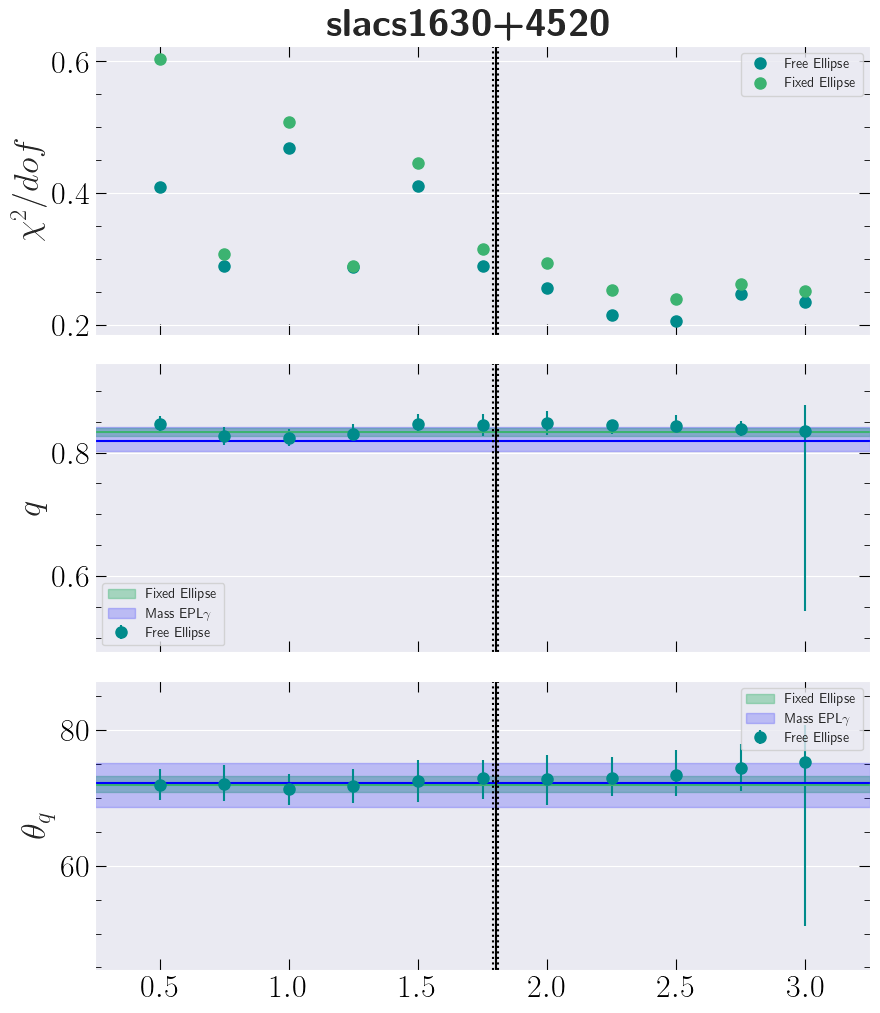 slacs1630+4520
χ²/dof
0.6
0.4
0.2
Free Ellipse
Fixed Ellipse
q
0.8
0.6
Fixed Ellipse
Mass EPLγ
Free Ellipse
θ_q
80
60
Fixed Ellipse
Mass EPLγ
Free Ellipse
0.5 1.0 1.5 2.0 2.5 3.0